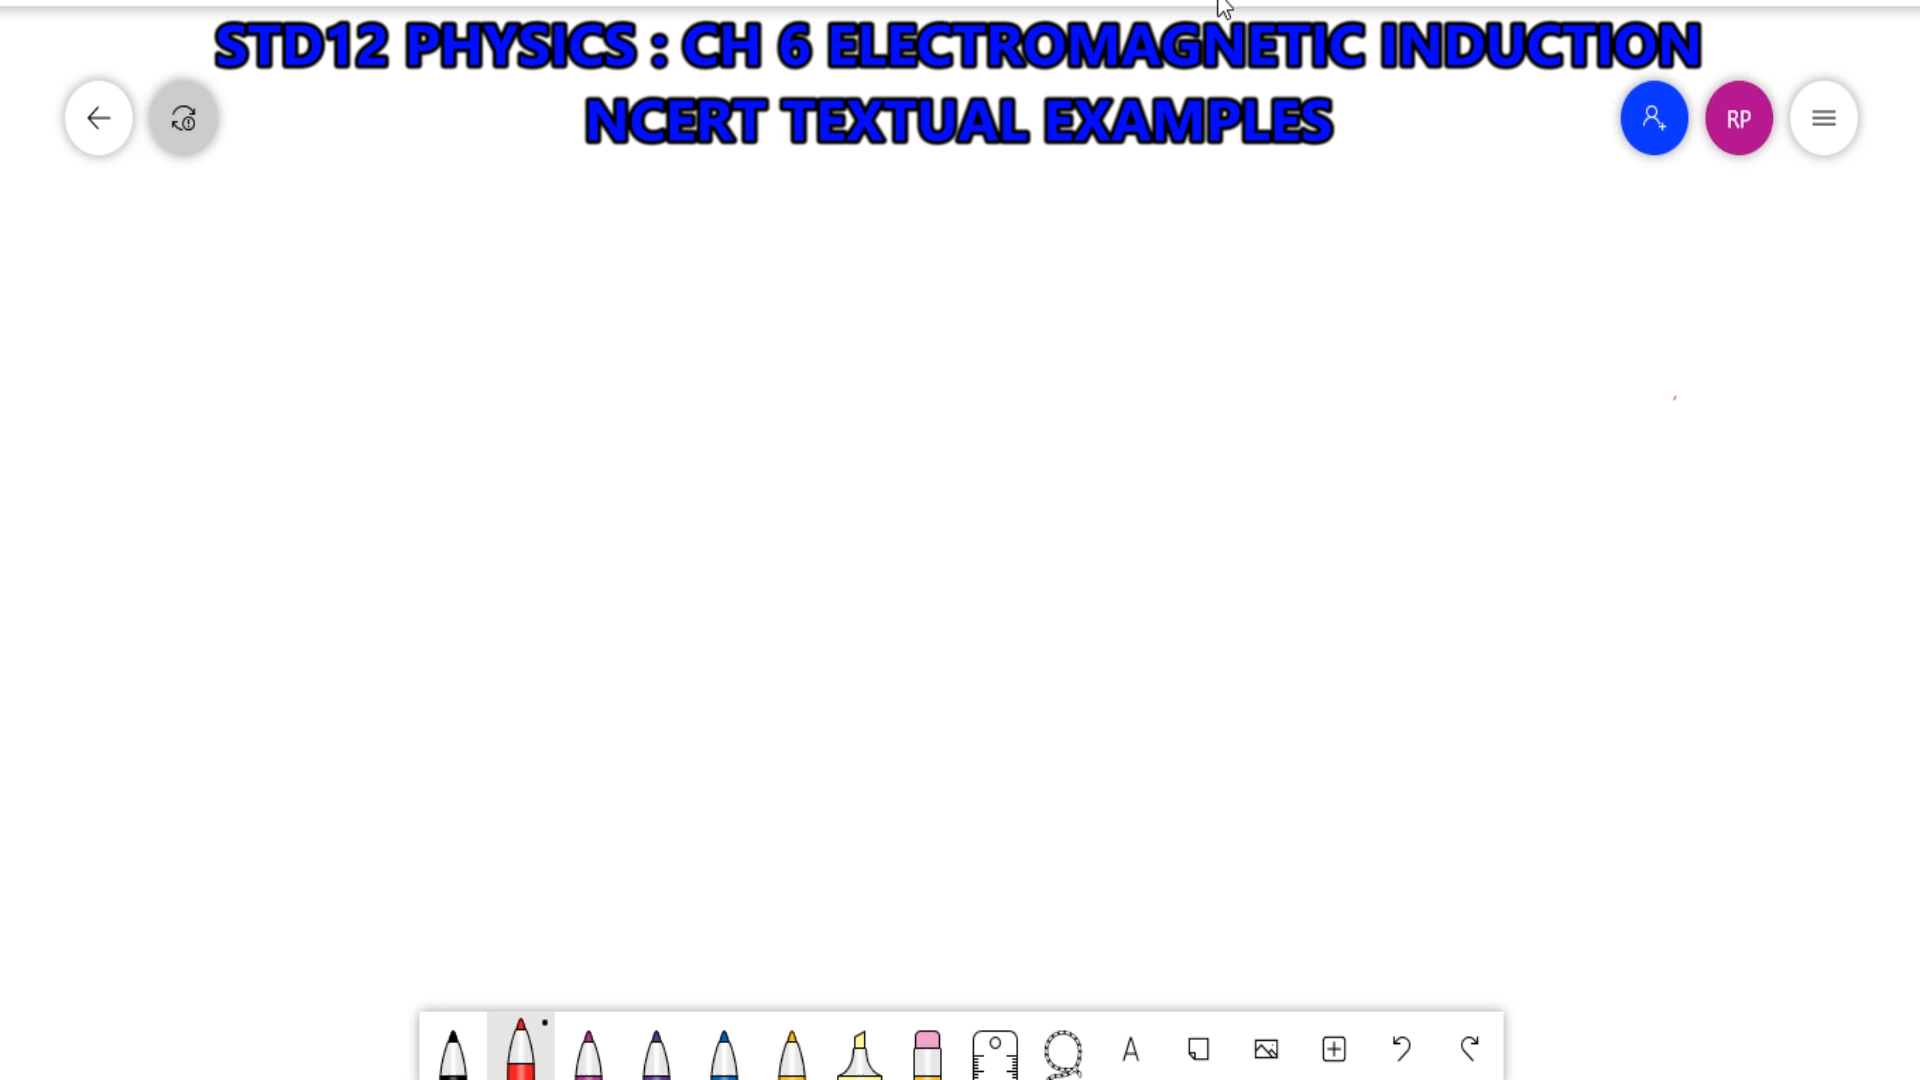 STD12 PHYSICS : CH 6 ELECTROMAGNETIC INDUCTION
NCERT TEXTUAL EXAMPLES
RP